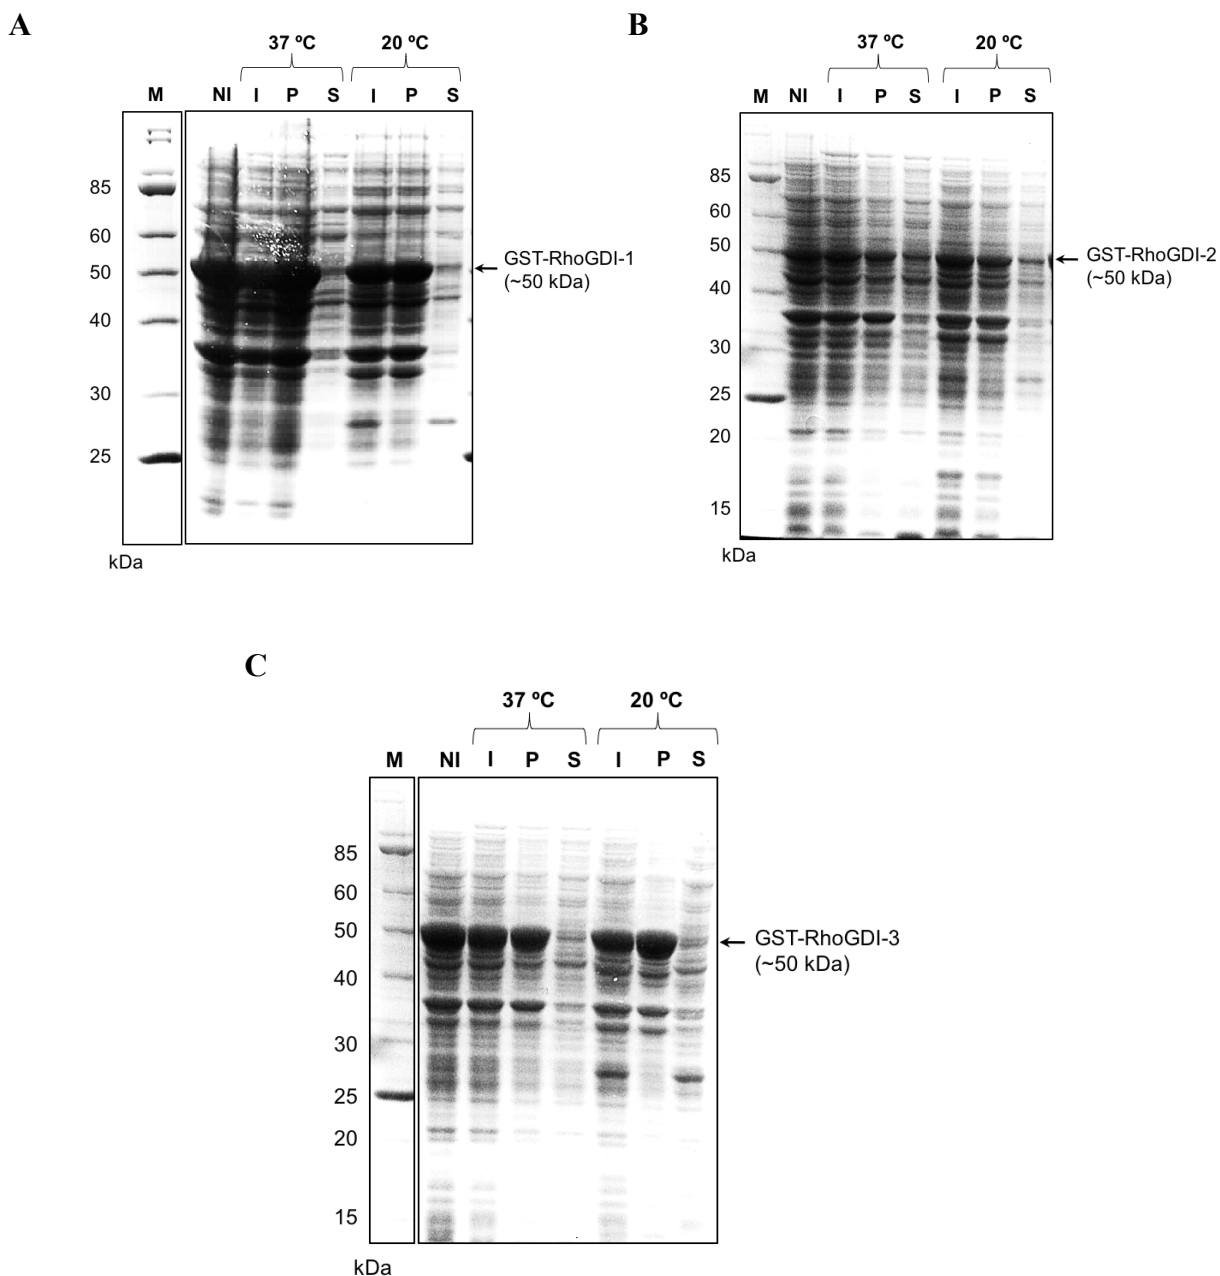 A
37 ºC 20 ºC
M NI I P S I P S
85
60
50
40
30
25
kDa
GST-RhoGDI-1
(~50 kDa)
B
37 ºC 20 ºC
M NI I P S I P S
85
60
50
40
30
25
20
15
kDa
GST-RhoGDI-2
(~50 kDa)
C
37 ºC 20 ºC
M NI I P S I P S
85
60
50
40
30
25
20
15
kDa
GST-RhoGDI-3
(~50 kDa)